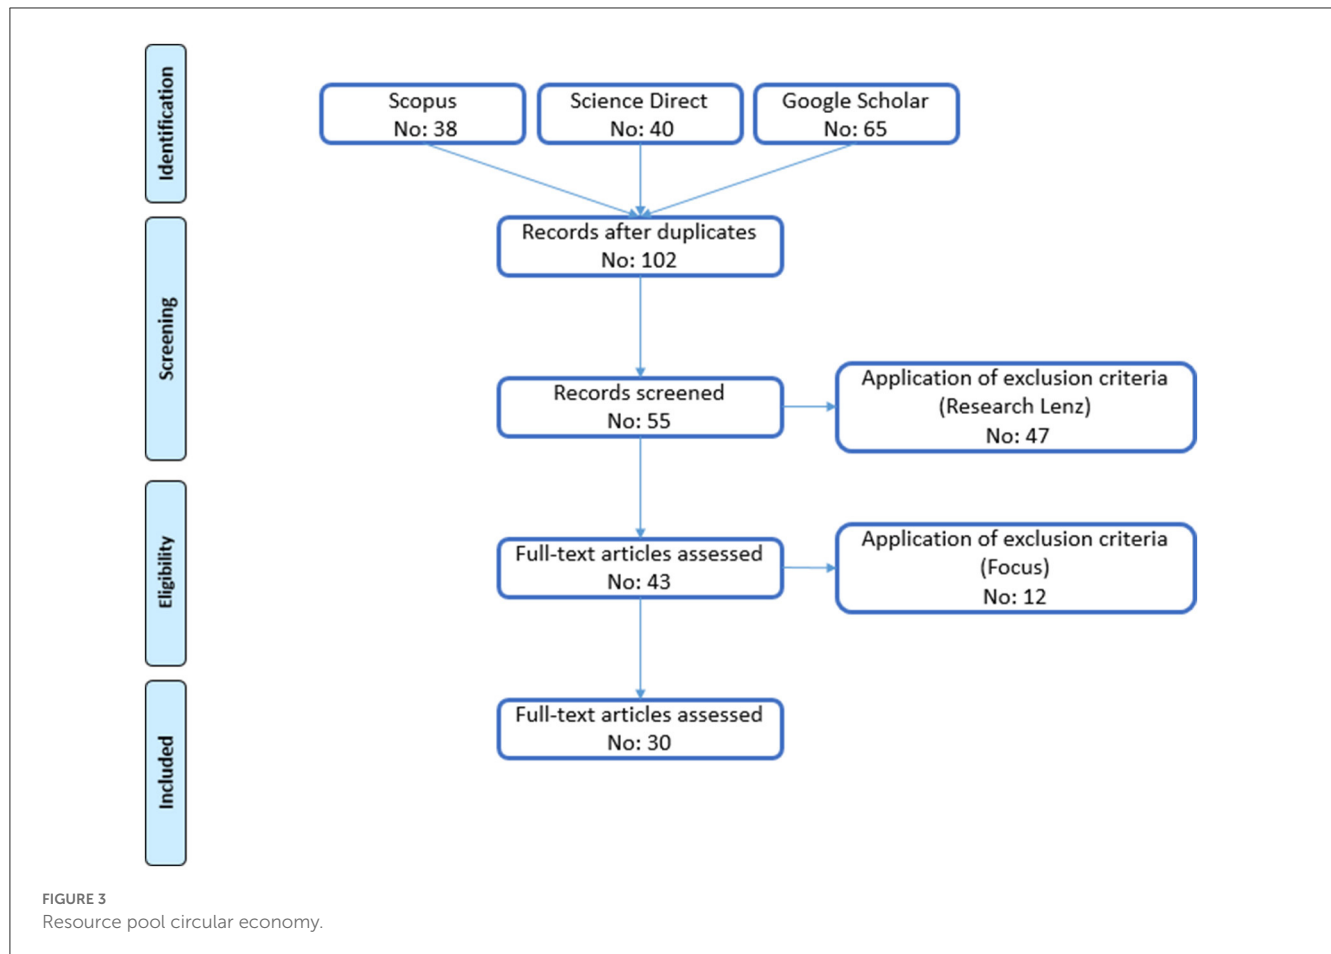 Identification
Scopus
No: 38
Science Direct
No: 40
Google Scholar
No: 65
Screening
Records after duplicates
No: 102
Records screened
No: 55
Application of exclusion criteria
(Research Lenz)
No: 47
Eligibility
Full-text articles assessed
No: 43
Application of exclusion criteria
(Focus)
No: 12
Included
Full-text articles assessed
No: 30
FIGURE 3
Resource pool circular economy.